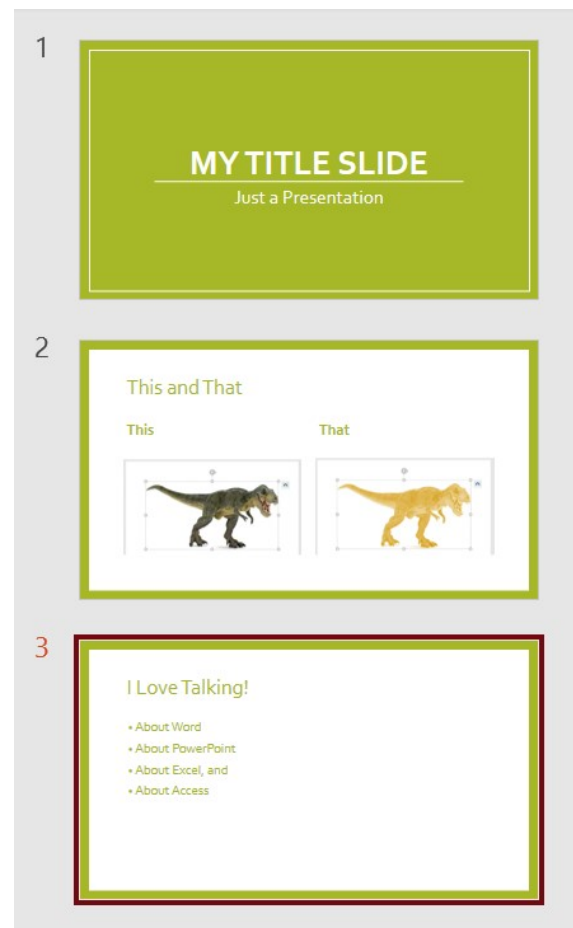 1
MY TITLE SLIDE
Just a Presentation
2
This and That
This That
3
I Love Talking!
• About Word
• About PowerPoint
• About Excel, and
• About Access